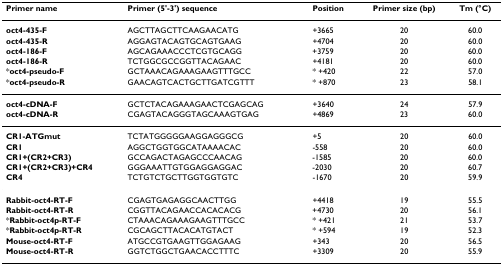 Primer name Primer (5'-3') sequence Position Primer size (bp) Tm (°C)
oct4-435-F AGCTTAGCTTCAAGAACATG +3665 20 60.0
oct4-435-R AGGAGTACAGTGCAGTGAAG +4704 20 60.0
oct4-186-F AGCAGAAACCCTCGTGCAGG +3759 20 60.0
oct4-186-R TCTGGCGCCGGTTACAGAAC +4181 20 60.0
*oct4-pseudo-F GCTAAACAGAAAGAAGTTTGCC * +420 22 57.0
*oct4-pseudo-R GAACAGTCACTGCTTGATCGTTT * +870 23 58.1
oct4-cDNA-F GCTCTACAGAAAGAACTCGAGCAG +3640 24 57.9
oct4-cDNA-R CGAGTACAGGGTAGCAAAGTGAG +4869 23 60.0
CR1-ATGmut TCTATGGGGGAAGGAGGGCG +5 20 60.0
CR1 AGGCTGGTGGCATAAAACAC -558 20 60.0
CR1+(CR2+CR3) GCCAGACTAGAGCCCAACAG -1585 20 60.0
CR1+(CR2+CR3)+CR4 GGGAAATTGTGGAGGAGGAC -2030 20 60.7
CR4 TCTGTCTGCTTGGTGGTGTC -1670 20 59.9
Rabbit-oct4-RT-F CGAGTGAGAGGCAACTTGG +4418 19 55.5
Rabbit-oct4-RT-R CGGTTACAGAACCACACACG +4730 20 56.1
*Rabbit-oct4p-RT-F CTAAACAGAAAGAAGTTTGCC * +421 21 53.7
*Rabbit-oct4p-RT-R CGCAGCTTACACATGTACT * +594 19 52.3
Mouse-oct4-RT-F ATGCCGTGAAGTTGGAGAAG +343 20 56.5
Mouse-oct4-RT-R GGTCTGGCTGAACACCTTTC +3309 20 55.9